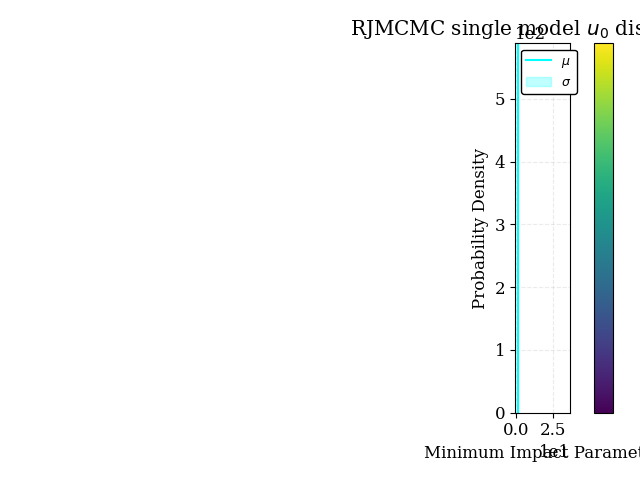 RJMCMC single model u₀ dis
1e2
μ
σ
5
4
3
2
1
0
Probability Density
0.0 2.5
1e1
Minimum Impact Paramet